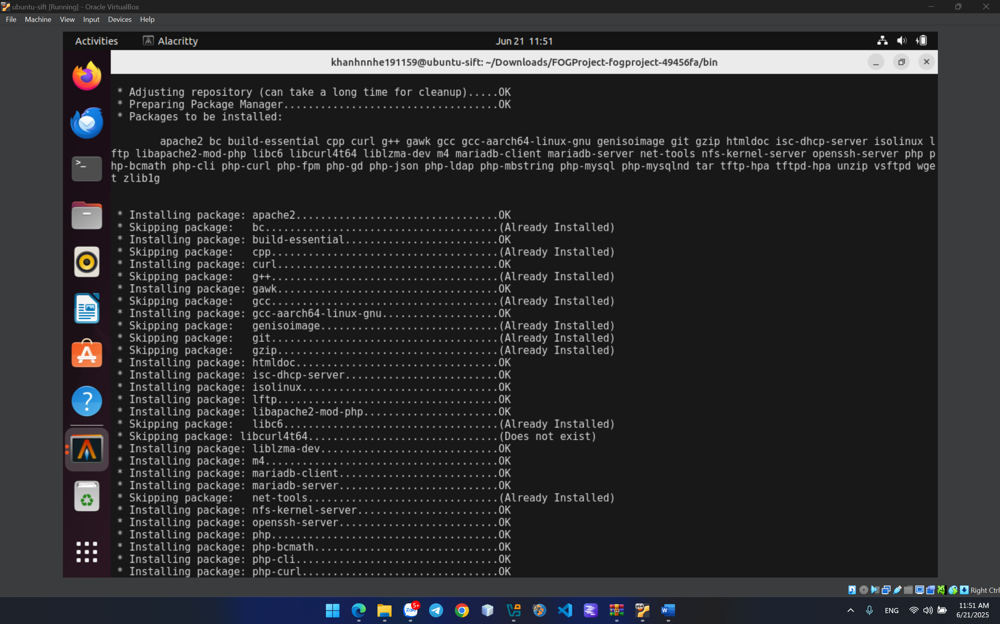 ubuntu-sift [Running] - Oracle VirtualBox
File Machine View Input Devices Help
Activities Alacritty Jun 21 11:51
khanhnnhe191159@ubuntu-sift: ~/Downloads/FOGProject-fogproject-49456fa/bin
* Adjusting repository (can take a long time for cleanup).....OK
* Preparing Package Manager...................................OK
* Packages to be installed:
apache2 bc build-essential cpp curl g++ gawk gcc gcc-aarch64-linux-gnu genisoimage git gzip htmldoc isc-dhcp-server isolinux l
ftp libapache2-mod-php libc6 libcurl4t64 liblzma-dev m4 mariadb-client mariadb-server net-tools nfs-kernel-server openssh-server php p
hp-bcmath php-cli php-curl php-fpm php-gd php-json php-ldap php-mbstring php-mysql php-mysqlnd tar tftp-hpa tftpd-hpa unzip vsftpd wge
t zlib1g
* Installing package: apache2.................................OK
* Skipping package:   bc......................................(Already Installed)
* Installing package: build-essential.........................OK
* Skipping package:   cpp.....................................(Already Installed)
* Installing package: curl....................................OK
* Skipping package:   g++.....................................(Already Installed)
* Installing package: gawk....................................OK
* Skipping package:   gcc.....................................(Already Installed)
* Installing package: gcc-aarch64-linux-gnu...................OK
* Skipping package:   genisoimage.............................(Already Installed)
* Skipping package:   git.....................................(Already Installed)
* Skipping package:   gzip....................................(Already Installed)
* Installing package: htmldoc.................................OK
* Installing package: isc-dhcp-server.........................OK
* Installing package: isolinux................................OK
* Installing package: lftp....................................OK
* Installing package: libapache2-mod-php......................OK
* Skipping package:   libc6...................................(Already Installed)
* Skipping package: libcurl4t64...............................(Does not exist)
* Installing package: liblzma-dev.............................OK
* Installing package: m4......................................OK
* Installing package: mariadb-client..........................OK
* Installing package: mariadb-server..........................OK
* Skipping package:   net-tools...............................(Already Installed)
* Installing package: nfs-kernel-server.......................OK
* Installing package: openssh-server..........................OK
* Installing package: php.....................................OK
* Installing package: php-bcmath..............................OK
* Installing package: php-cli.................................OK
* Installing package: php-curl................................OK
Right Ctrl
Zalo 5+ x64 W ENG 11:51 AM
6/21/2025